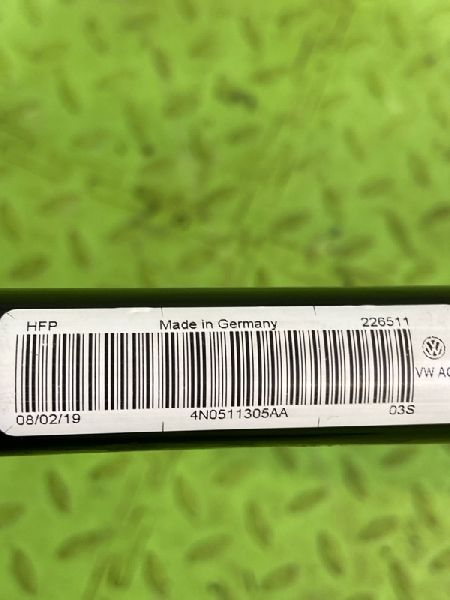 HFP Made in Germany 226511
VW AG
08/02/19 4N0511305AA 03S